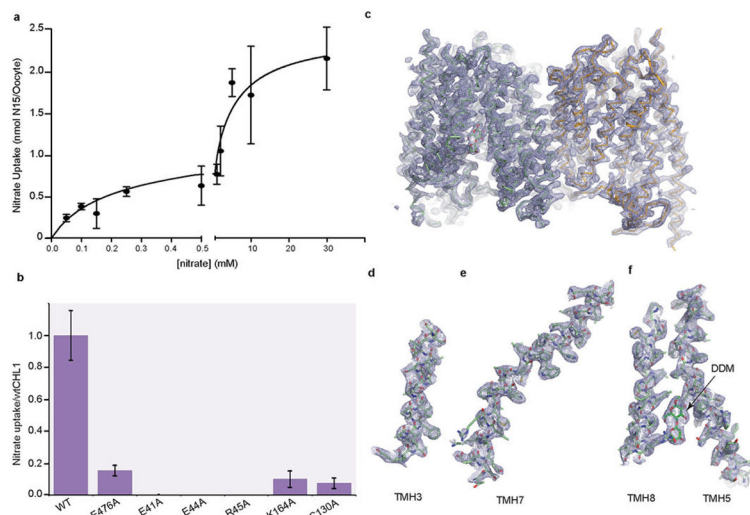 a
Nitrate Uptake (nmol N15/Oocyte)
2.5
2.0
1.5
1.0
0.5
0
0.0 0.1 0.2 0.3 0.4 0.5 10 20 30
[nitrate] (mM)
b
Nitrate uptake/wtCHL1
1.0
0.8
0.6
0.4
0.2
0.0
WT E476A E41A E44A R45A K164A
c
d
e
f
DDM
TMH3
TMH7
TMH8
TMH5